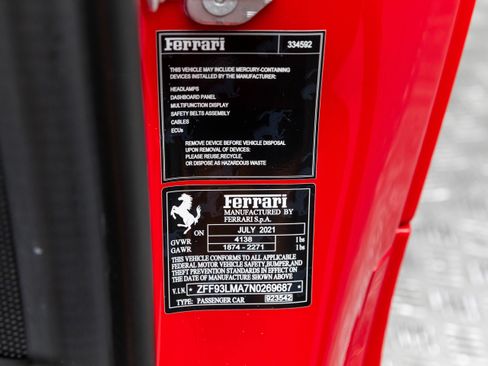 Ferrari 334592
THIS VEHICLE MAY INCLUDE MERCURY-CONTAINING
DEVICES INSTALLED BY THE MANUFACTURER:
HEADLAMPS
DASHBOARD PANEL
MULTIFUNCTION DISPLAY
SAFETY BELTS ASSEMBLY
CABLES
ECUs
REMOVE DEVICE BEFORE VEHICLE DISPOSAL
UPON REMOVAL OF DEVICES:
PLEASE REUSE,RECYCLE,
OR DISPOSE AS HAZARDOUS WASTE
Ferrari
MANUFACTURED BY
FERRARI S.p.A.
ON JULY 2021
GVWR 4138 lbs
GAWR 1874 - 2271 lbs
THIS VEHICLE CONFORMS TO ALL APPLICABLE
FEDERAL MOTOR VEHICLE SAFETY,BUMPER,AND
THEFT PREVENTION STANDARDS IN EFFECT ON
THE DATE OF MANUFACTURE SHOWN ABOVE
V.I.N. * ZFF93LMA7N0269687 *
TYPE: PASSENGER CAR 923542